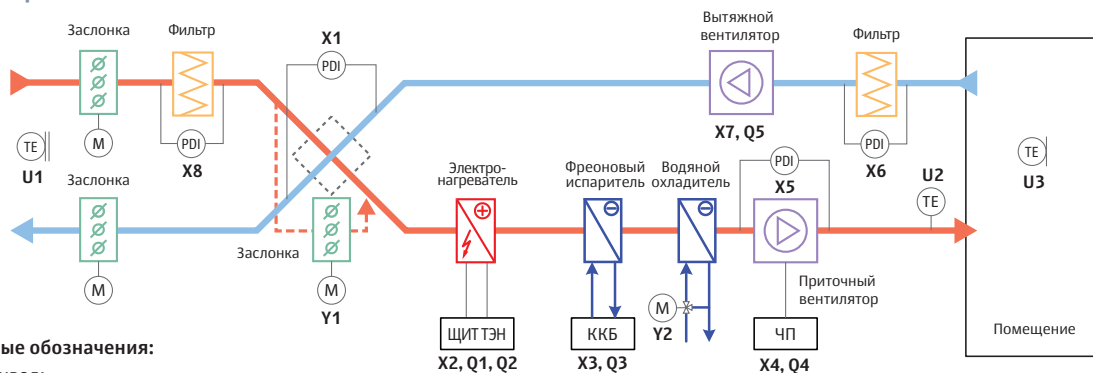 Заслонка
Фильтр
X1
PDI
Вытяжной
вентилятор
Фильтр
TE
U1
M
PDI
X8
X7, Q5
PDI
X6
TE
U3
Заслонка
Электро-
нагреватель
Фреоновый
испаритель
Водяной
охладитель
PDI
X5
U2
TE
Заслонка
M
M
Y1
M
Y2
Приточный
вентилятор
ЩИТ ТЭН
ККБ
ЧП
Помещение
X2, Q1, Q2
X3, Q3
X4, Q4
ые обозначения: